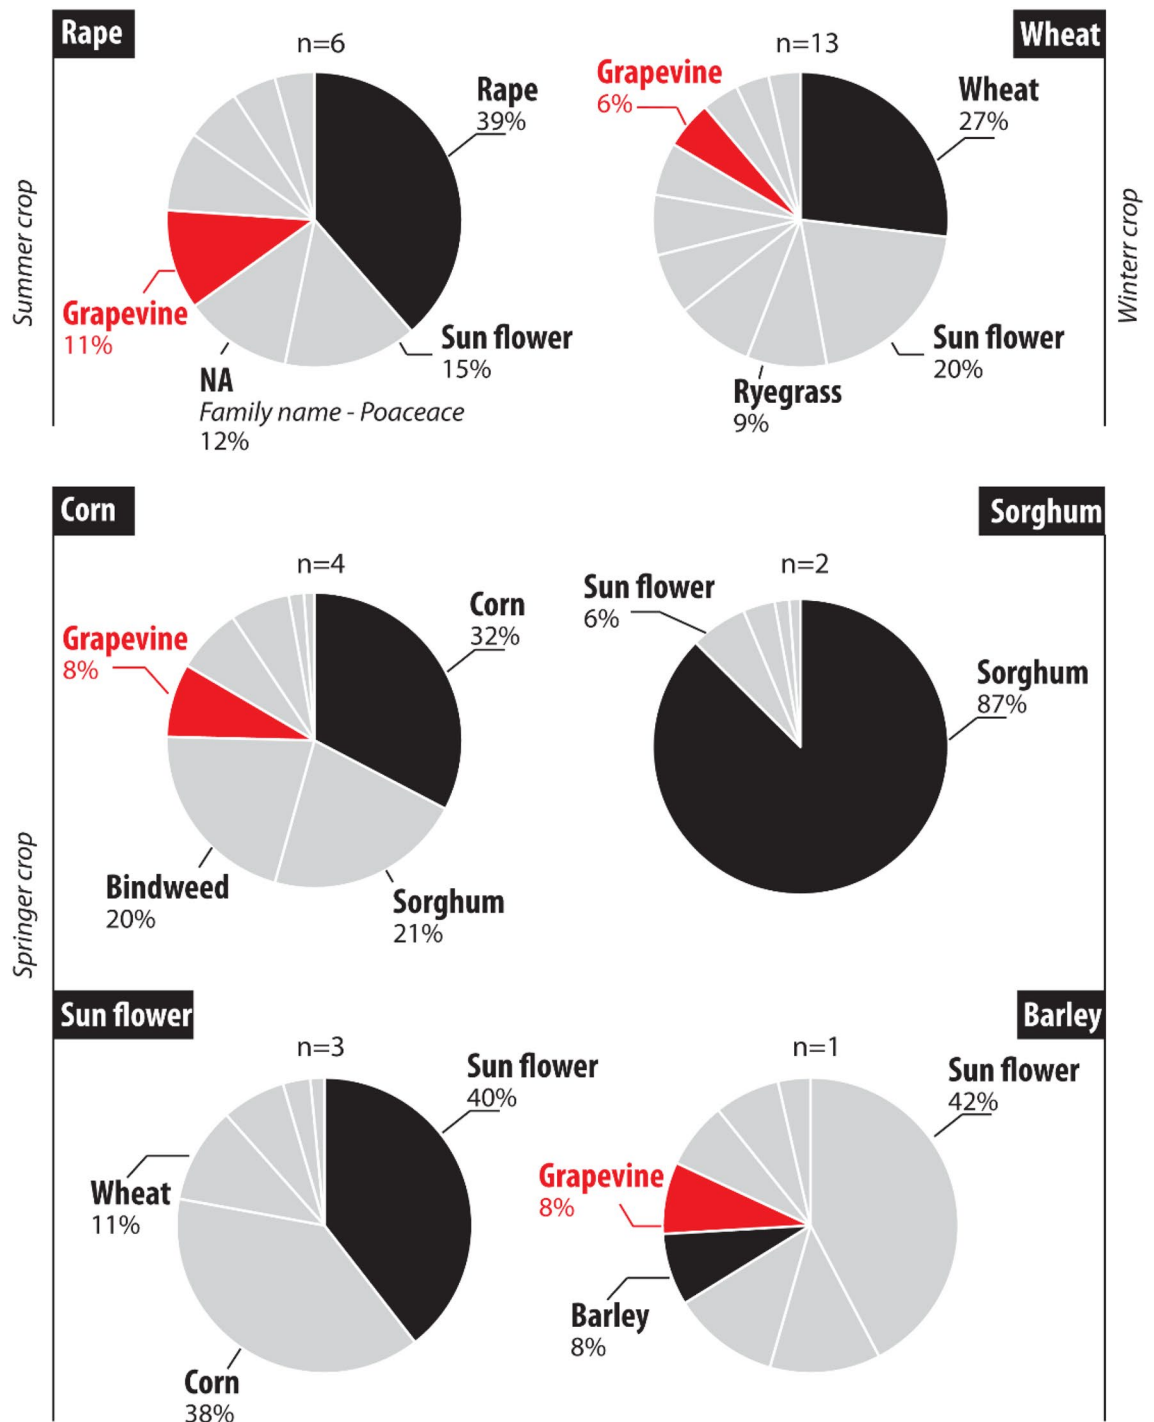 Rape
Wheat
n=6
n=13
Rape
39%
Grapevine
6%
Wheat
27%
Summer crop
Winterr crop
Grapevine
11%
Sun flower
15%
NA
Family name - Poaceace
12%
Sun flower
20%
Ryegrass
9%
Corn
Sorghum
n=4
n=2
Corn
32%
Sun flower
6%
Grapevine
8%
Sorghum
87%
Bindweed
20%
Sorghum
21%
Springer crop
Sun flower
Barley
n=3
n=1
Sun flower
40%
Sun flower
42%
Wheat
11%
Grapevine
8%
Barley
8%
Corn
38%